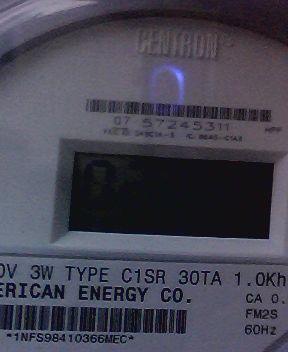 CENTRON
07 57245311
0V 3W TYPE C1SR 30TA 1.0Kh
ERICAN ENERGY CO.
CA 0.
FM2S
*1NFS98410366MEC*
60Hz